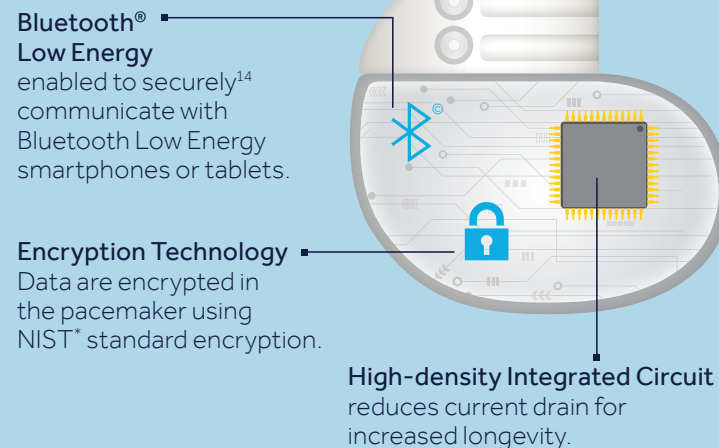 Bluetooth®
Low Energy
enabled to securely¹⁴
communicate with
Bluetooth Low Energy
smartphones or tablets.
©
Encryption Technology
Data are encrypted in
the pacemaker using
NIST* standard encryption.
High-density Integrated Circuit
reduces current drain for
increased longevity.